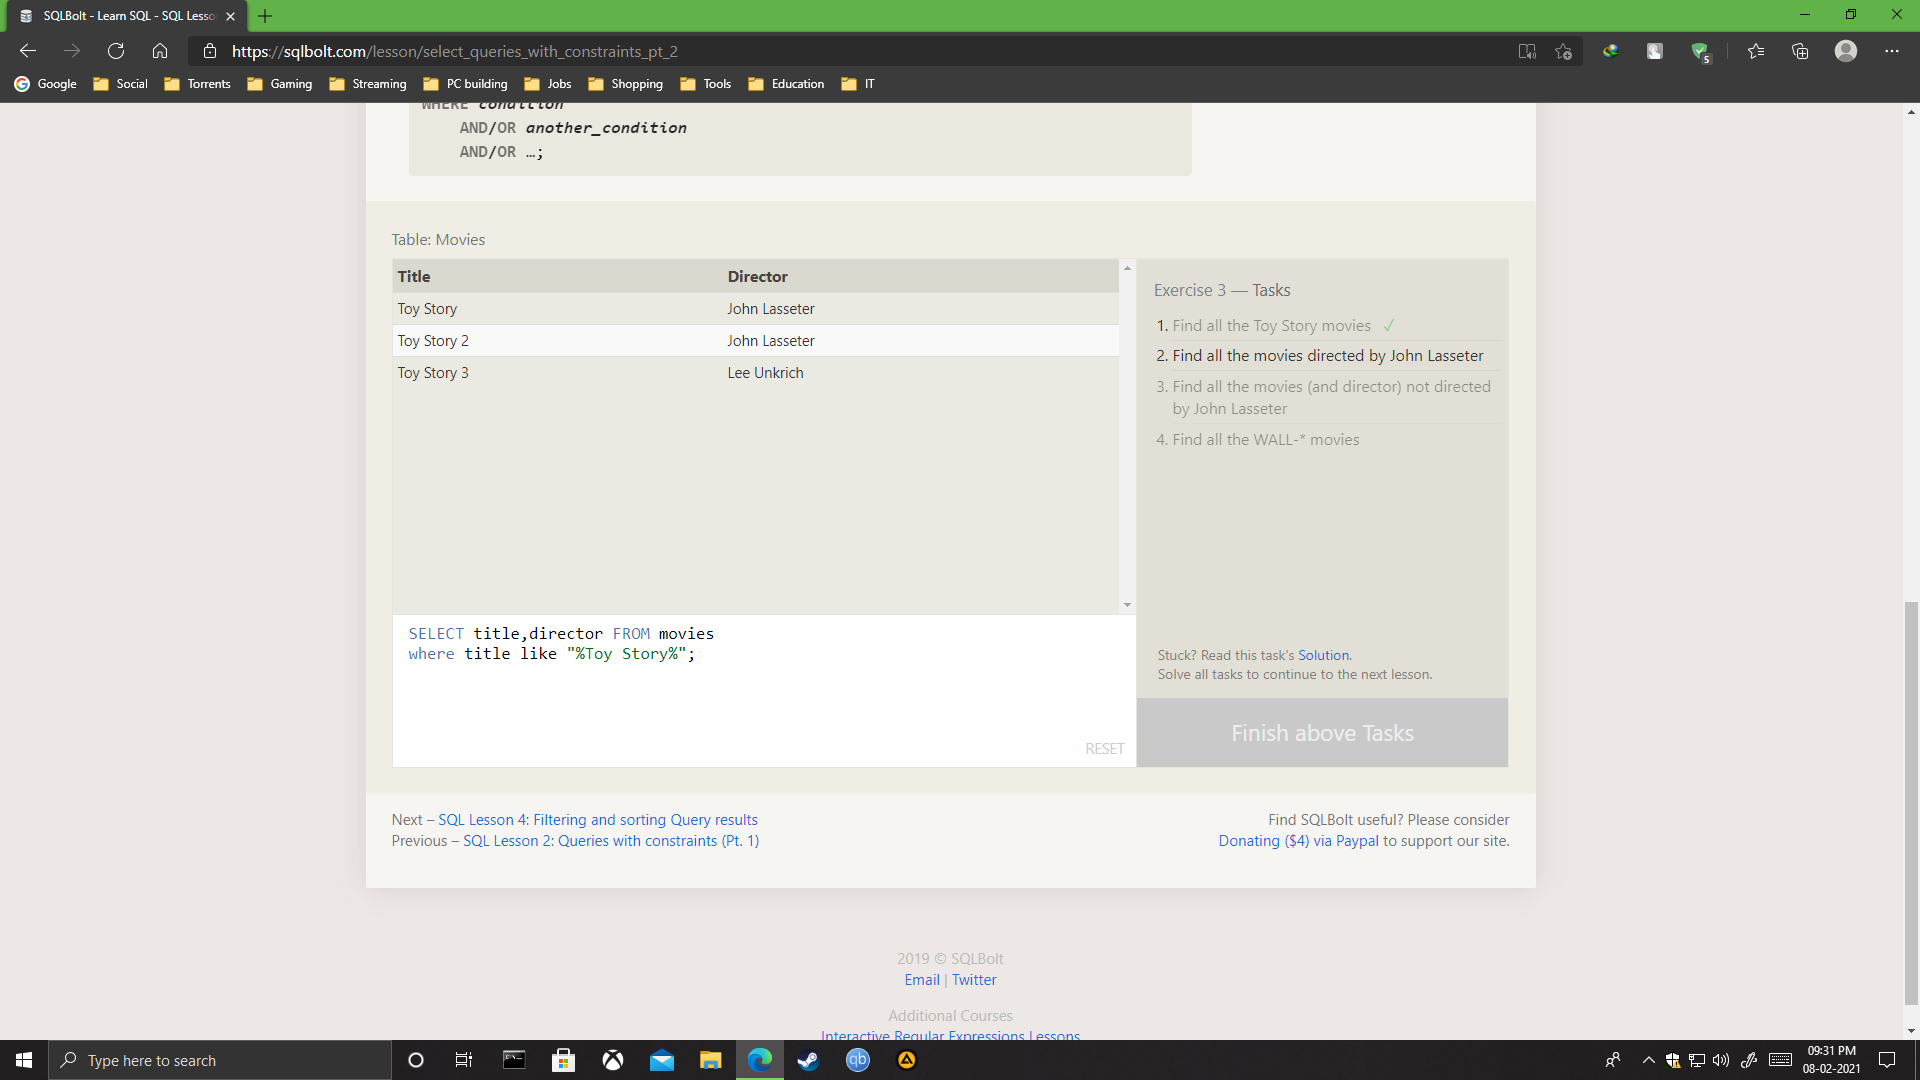 SQLBolt - Learn SQL - SQL Lesso
https://sqlbolt.com/lesson/select_queries_with_constraints_pt_2
5
Google Social Torrents Gaming Streaming PC building Jobs Shopping Tools Education IT
WHERE condition
AND/OR another_condition
AND/OR …;
Table: Movies
Title Director
Toy Story John Lasseter
Toy Story 2 John Lasseter
Toy Story 3 Lee Unkrich
Exercise 3 — Tasks
1. Find all the Toy Story movies ✓
2. Find all the movies directed by John Lasseter
3. Find all the movies (and director) not directed
by John Lasseter
4. Find all the WALL-* movies
SELECT title,director FROM movies
where title like "%Toy Story%";
RESET
Stuck? Read this task's Solution.
Solve all tasks to continue to the next lesson.
Finish above Tasks
Next – SQL Lesson 4: Filtering and sorting Query results
Previous – SQL Lesson 2: Queries with constraints (Pt. 1)
Find SQLBolt useful? Please consider
Donating ($4) via Paypal to support our site.
2019 © SQLBolt
Email | Twitter
Additional Courses
Interactive Regular Expressions Lessons
Type here to search
qb
09:31 PM
08-02-2021